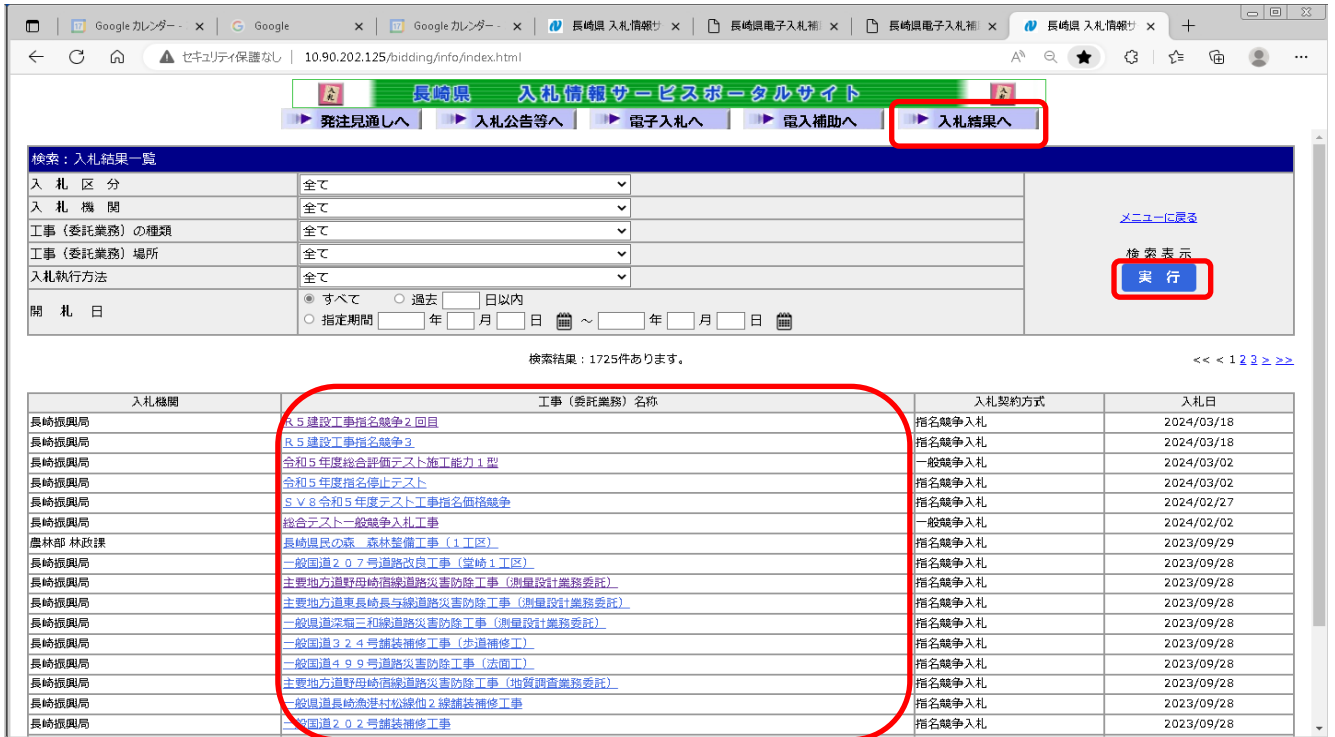 Google カレンダー -
Google
Google カレンダー -
長崎県 入札情報サ
長崎県電子入札補
長崎県電子入札補
長崎県 入札情報サ
セキュリティ保護なし | 10.90.202.125/bidding/info/index.html
長崎県 入札情報サービスポータルサイト
発注見通しへ 入札公告等へ 電子入札へ 電入補助へ 入札結果へ
検索：入札結果一覧
入 札 区 分 全て
入 札 機 関 全て
メニューに戻る
工事（委託業務）の種類 全て
工事（委託業務）場所 全て
検 索 表 示
入札執行方法 全て
実 行
開 札 日 すべて 過去 日以内
指定期間 年 月 日 ～ 年 月 日
検索結果：1725件あります。 << < 1 2 3 > >>
入札機関 工事（委託業務）名称 入札契約方式 入札日
長崎振興局 Ｒ５建設工事指名競争２回目 指名競争入札 2024/03/18
長崎振興局 Ｒ５建設工事指名競争３ 指名競争入札 2024/03/18
長崎振興局 令和５年度総合評価テスト施工能力１型 一般競争入札 2024/03/02
長崎振興局 令和５年度指名停止テスト 指名競争入札 2024/03/02
長崎振興局 ＳＶ８令和５年度テスト工事指名価格競争 指名競争入札 2024/02/27
長崎振興局 総合テスト一般競争入札工事 一般競争入札 2024/02/02
農林部 林政課 長崎県民の森 森林整備工事（１工区） 指名競争入札 2023/09/29
長崎振興局 一般国道２０７号道路改良工事（堂崎１工区） 指名競争入札 2023/09/28
長崎振興局 主要地方道野母崎宿線道路災害防除工事（測量設計業務委託） 指名競争入札 2023/09/28
長崎振興局 主要地方道東長崎長与線道路災害防除工事（測量設計業務委託） 指名競争入札 2023/09/28
長崎振興局 一般県道深堀三和線道路災害防除工事（測量設計業務委託） 指名競争入札 2023/09/28
長崎振興局 一般国道３２４号舗装補修工事（歩道補修工） 指名競争入札 2023/09/28
長崎振興局 一般国道４９９号道路災害防除工事（法面工） 指名競争入札 2023/09/28
長崎振興局 主要地方道野母崎宿線道路災害防除工事（地質調査業務委託） 指名競争入札 2023/09/28
長崎振興局 一般県道長崎漁港村松線他２線舗装補修工事 指名競争入札 2023/09/28
長崎振興局 一般国道２０２号舗装補修工事 指名競争入札 2023/09/28